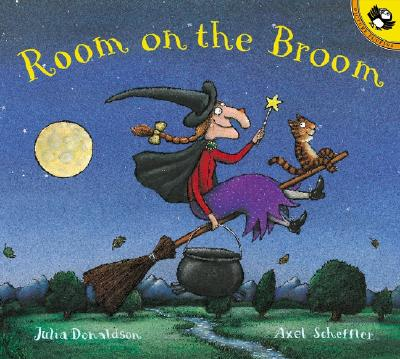 Room on the Broom
Julia Donaldson
Axel Scheffler